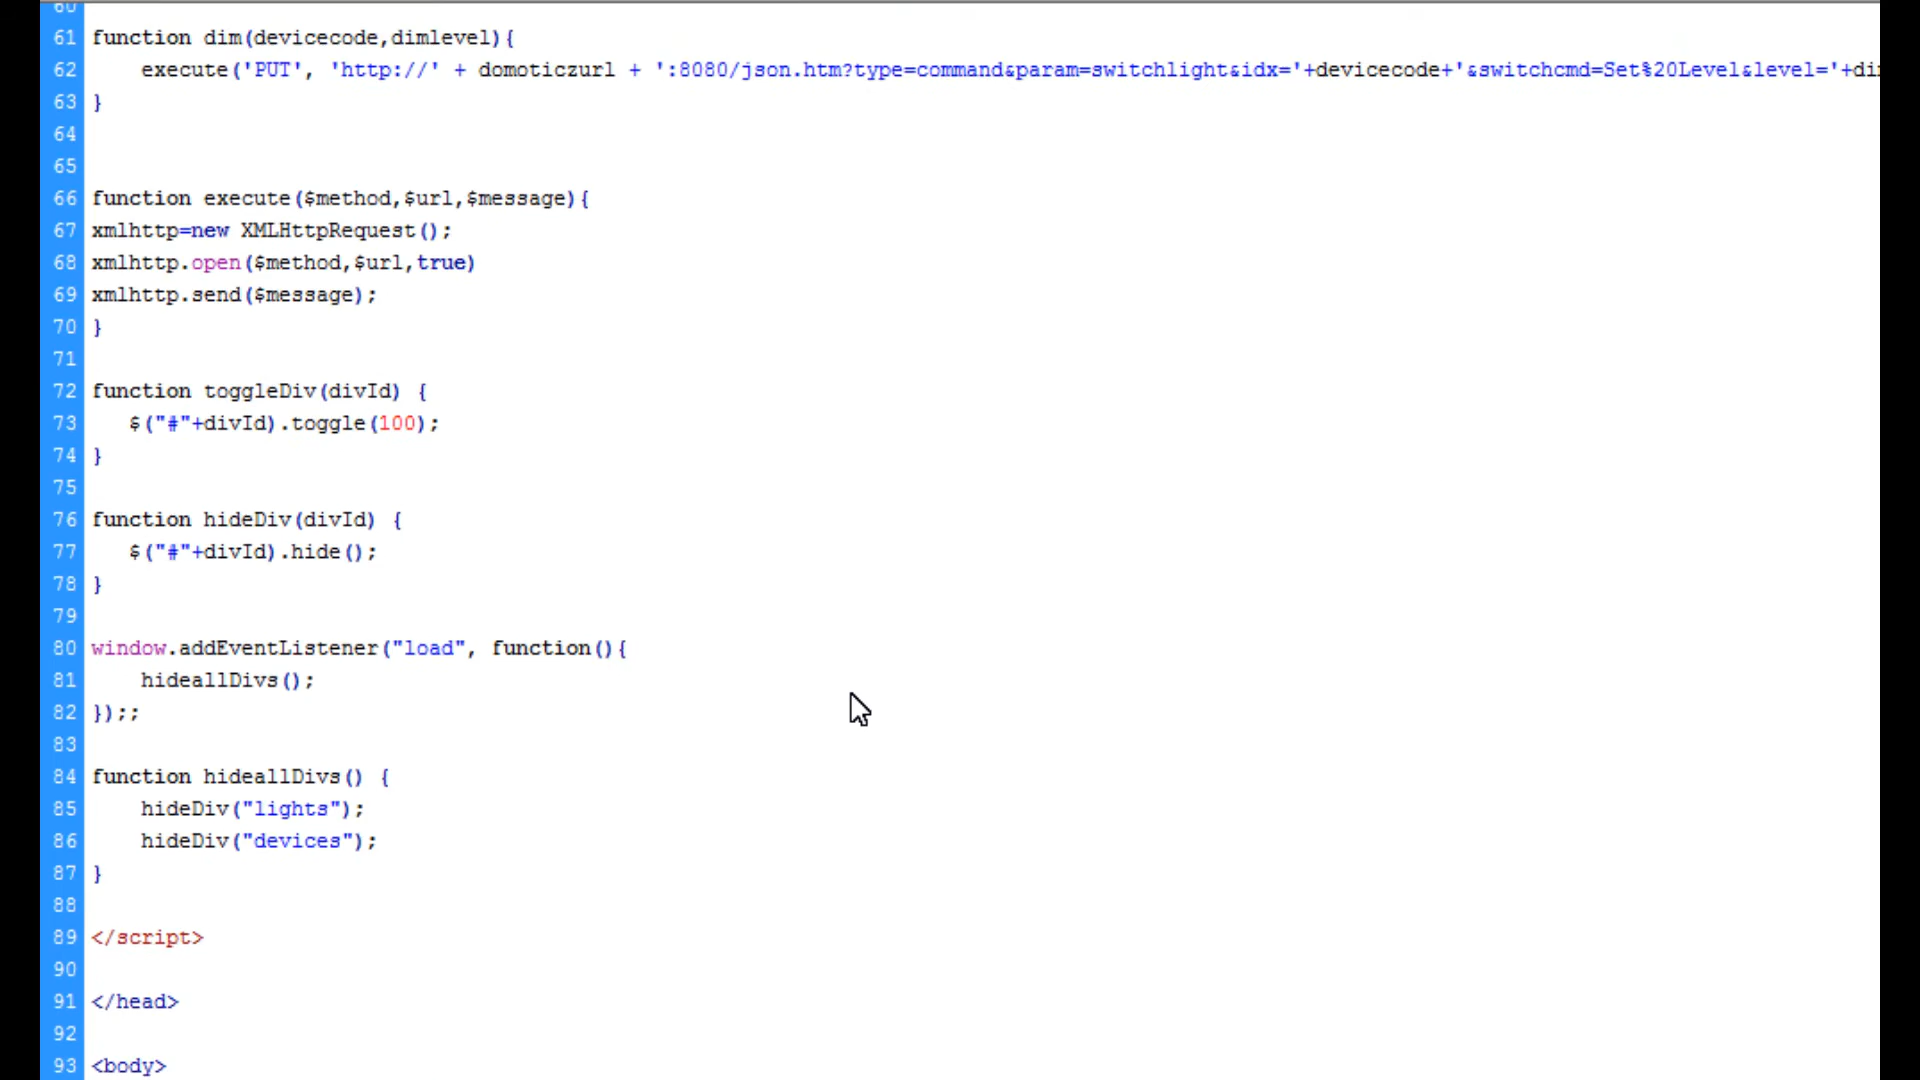 60
61 function dim(devicecode,dimlevel){
62     execute('PUT', 'http://' + domoticzurl + ':8080/json.htm?type=command&param=switchlight&idx='+devicecode+'&switchcmd=Set%20Level&level='+di
63 }
64
65
66 function execute($method,$url,$message){
67 xmlhttp=new XMLHttpRequest();
68 xmlhttp.open($method,$url,true)
69 xmlhttp.send($message);
70 }
71
72 function toggleDiv(divId) {
73    $("#"+divId).toggle(100);
74 }
75
76 function hideDiv(divId) {
77    $("#"+divId).hide();
78 }
79
80 window.addEventListener("load", function(){
81     hideallDivs();
82 });;
83
84 function hideallDivs() {
85     hideDiv("lights");
86     hideDiv("devices");
87 }
88
89 </script>
90
91 </head>
92
93 <body>